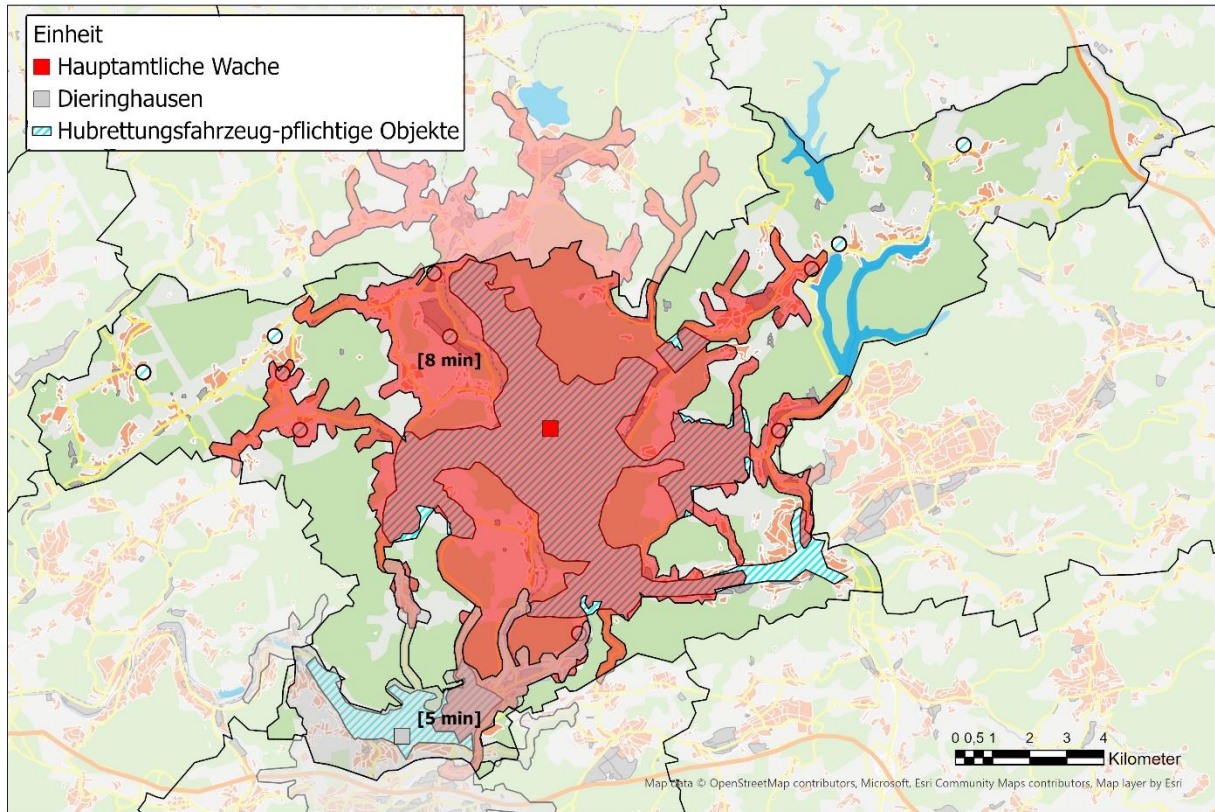 Einheit
Hauptamtliche Wache
Dieringhausen
Hubrettungsfahrzeug-pflichtige Objekte
[8 min]
[5 min]
0 0,5 1 2 3 4
Kilometer
Map data © OpenStreetMap contributors, Microsoft, Esri Community Maps contributors, Map layer by Esri